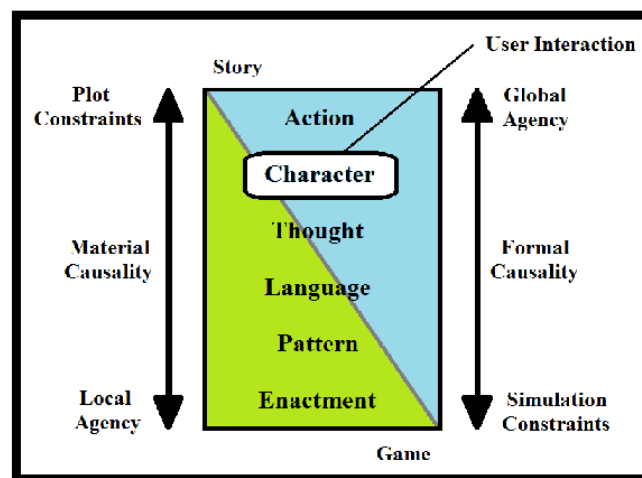 User Interaction
Story
Plot
Constraints
Global
Agency
Action
Character
Thought
Material
Causality
Formal
Causality
Language
Pattern
Local
Agency
Enactment
Simulation
Constraints
Game